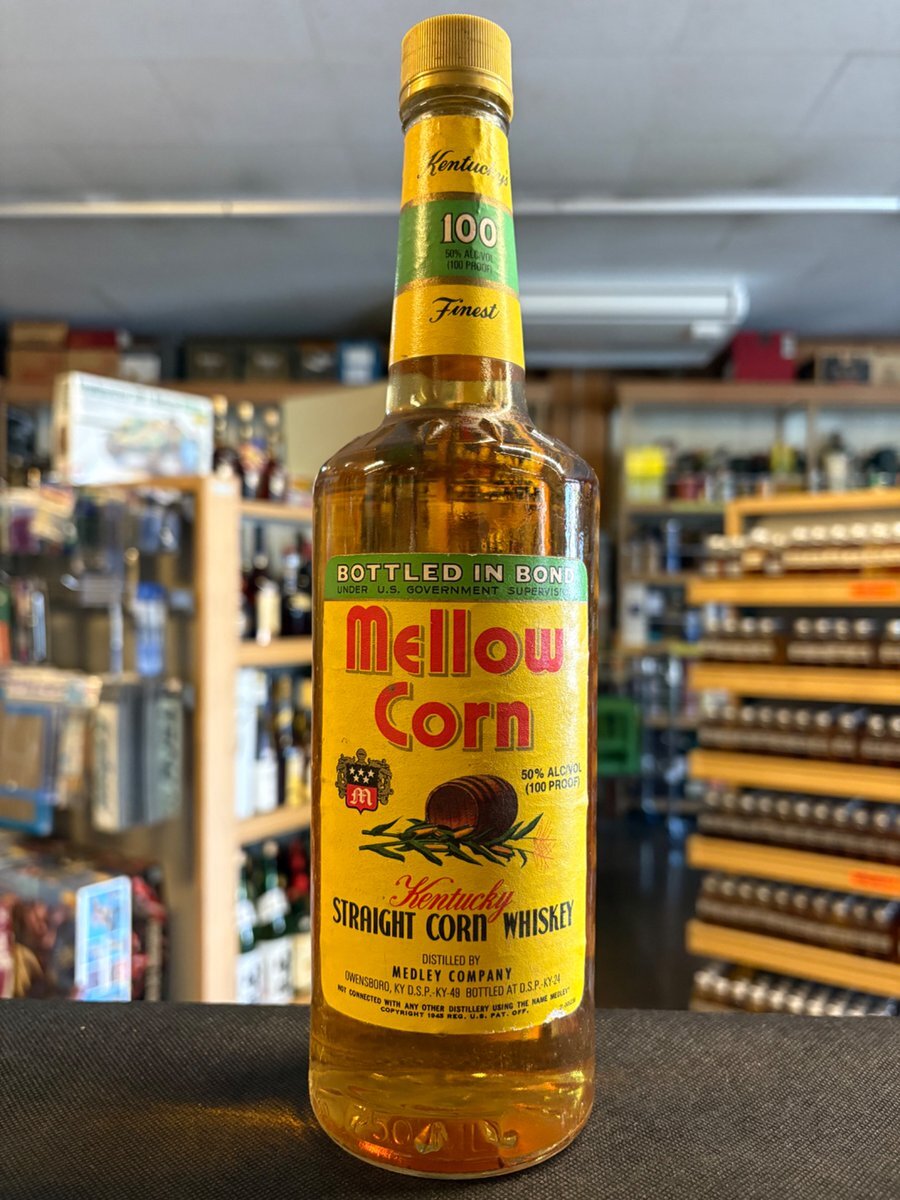 Kentucky's
100
50% ALC/VOL
(100 PROOF)
Finest
BOTTLED IN BOND
UNDER U.S. GOVERNMENT
Mellow
Corn
M
50% ALC/VOL
(100 PROOF)
Kentucky
STRAIGHT CORN WHISKEY
DISTILLED BY
MEDLEY COMPANY
OWENSBORO, KY D.S.P.-KY-49 BOTTLED AT D.S.P.-KY-24
NOT CONNECTED WITH ANY OTHER DISTILLERY USING THE NAME MEDLEY
COPYRIGHT 1945 REG. U.S. PAT. OFF.